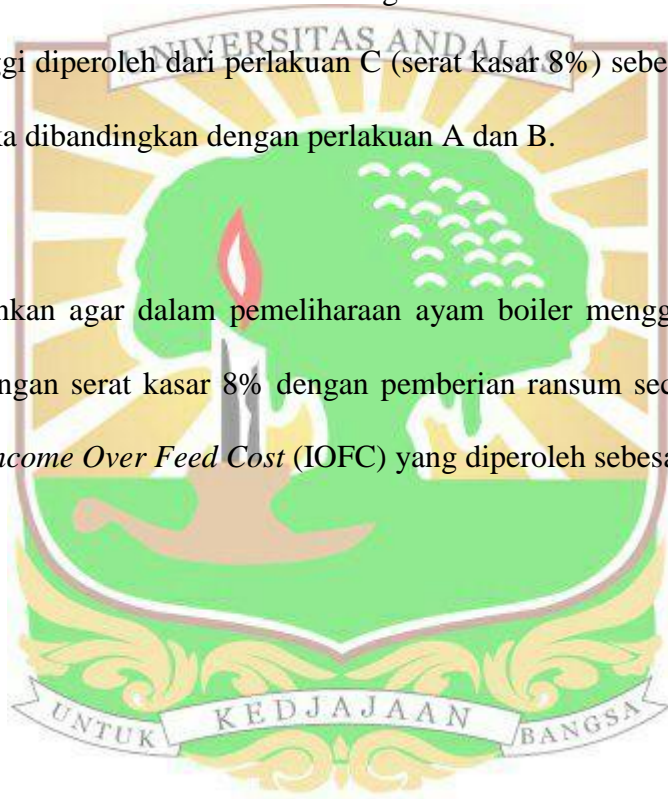 UNIVERSITAS ANDALAS
ggi diperoleh dari perlakuan C (serat kasar 8%) sebe
ka dibandingkan dengan perlakuan A dan B.
nkan agar dalam pemeliharaan ayam boiler mengg
ngan serat kasar 8% dengan pemberian ransum sec
ncome Over Feed Cost (IOFC) yang diperoleh sebesa
UNTUK KEDJAJAAN BANGSA